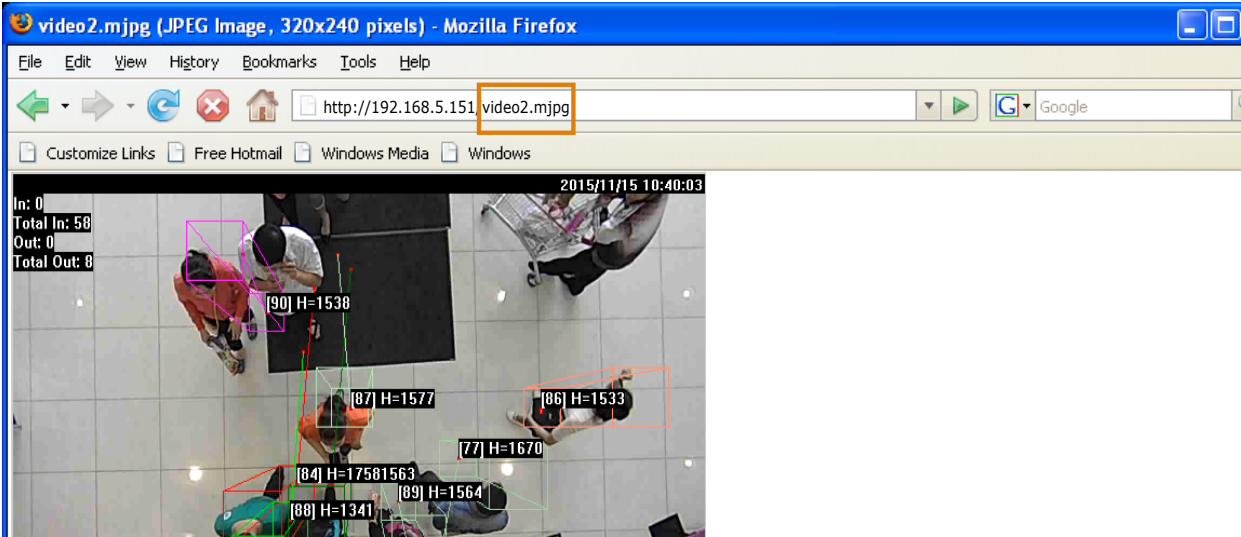 video2.mjpg (JPEG Image, 320x240 pixels) - Mozilla Firefox
File Edit View History Bookmarks Tools Help
http://192.168.5.151/video2.mjpg
G Google
Customize Links Free Hotmail Windows Media Windows
2015/11/15 10:40:03
In: 0
Total In: 58
Out: 0
Total Out: 8
[90] H=1538
[87] H=1577
[86] H=1533
[77] H=1670
[84] H=17581563
[89] H=1564
[88] H=1341